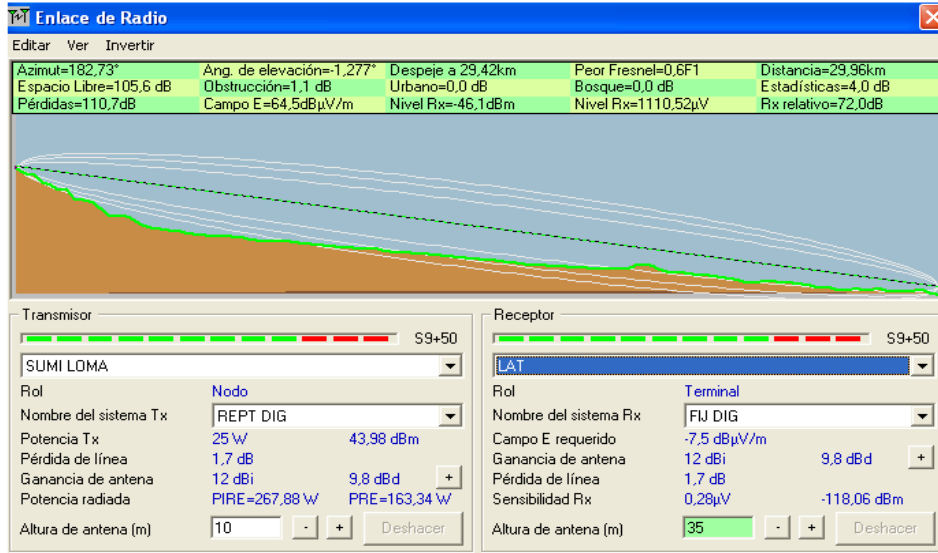 Enlace de Radio
Editar Ver Invertir
Azimut=182,73° Ang. de elevación=-1,277° Despeje a 29,42km Peor Fresnel=0,6F1 Distancia=29,96km
Espacio Libre=105,6 dB Obstrucción=1,1 dB Urbano=0,0 dB Bosque=0,0 dB Estadísticas=4,0 dB
Pérdidas=110,7dB Campo E=64,5dBµV/m Nivel Rx=-46,1dBm Nivel Rx=1110,52µV Rx relativo=72,0dB
Transmisor
S9+50
SUMI LOMA
Rol Nodo
Nombre del sistema Tx REPT DIG
Potencia Tx 25 W 43,98 dBm
Pérdida de línea 1,7 dB
Ganancia de antena 12 dBi 9,8 dBd +
Potencia radiada PIRE=267,88 W PRE=163,34 W
Altura de antena (m) 10 - + Deshacer
Receptor
S9+50
LAT
Rol Terminal
Nombre del sistema Rx FIJ DIG
Campo E requerido -7,5 dBµV/m
Ganancia de antena 12 dBi 9,8 dBd +
Pérdida de línea 1,7 dB
Sensibilidad Rx 0,28µV -118,06 dBm
Altura de antena (m) 35 - + Deshacer